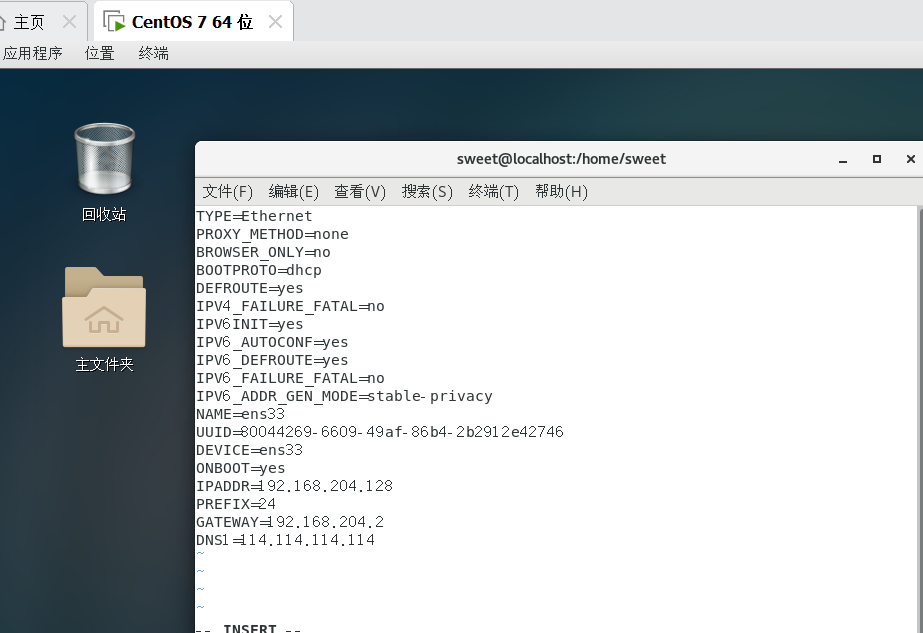 主页
CentOS 7 64 位
应用程序 位置 终端
回收站
主文件夹
sweet@localhost:/home/sweet
文件(F) 编辑(E) 查看(V) 搜索(S) 终端(T) 帮助(H)
TYPE=Ethernet
PROXY_METHOD=none
BROWSER_ONLY=no
BOOTPROTO=dhcp
DEFROUTE=yes
IPV4_FAILURE_FATAL=no
IPV6INIT=yes
IPV6_AUTOCONF=yes
IPV6_DEFROUTE=yes
IPV6_FAILURE_FATAL=no
IPV6_ADDR_GEN_MODE=stable-privacy
NAME=ens33
UUID=80044269-6609-49af-86b4-2b2912e42746
DEVICE=ens33
ONBOOT=yes
IPADDR=192.168.204.128
PREFIX=24
GATEWAY=192.168.204.2
DNS1=114.114.114.114
~
~
~
~
-- INSERT --